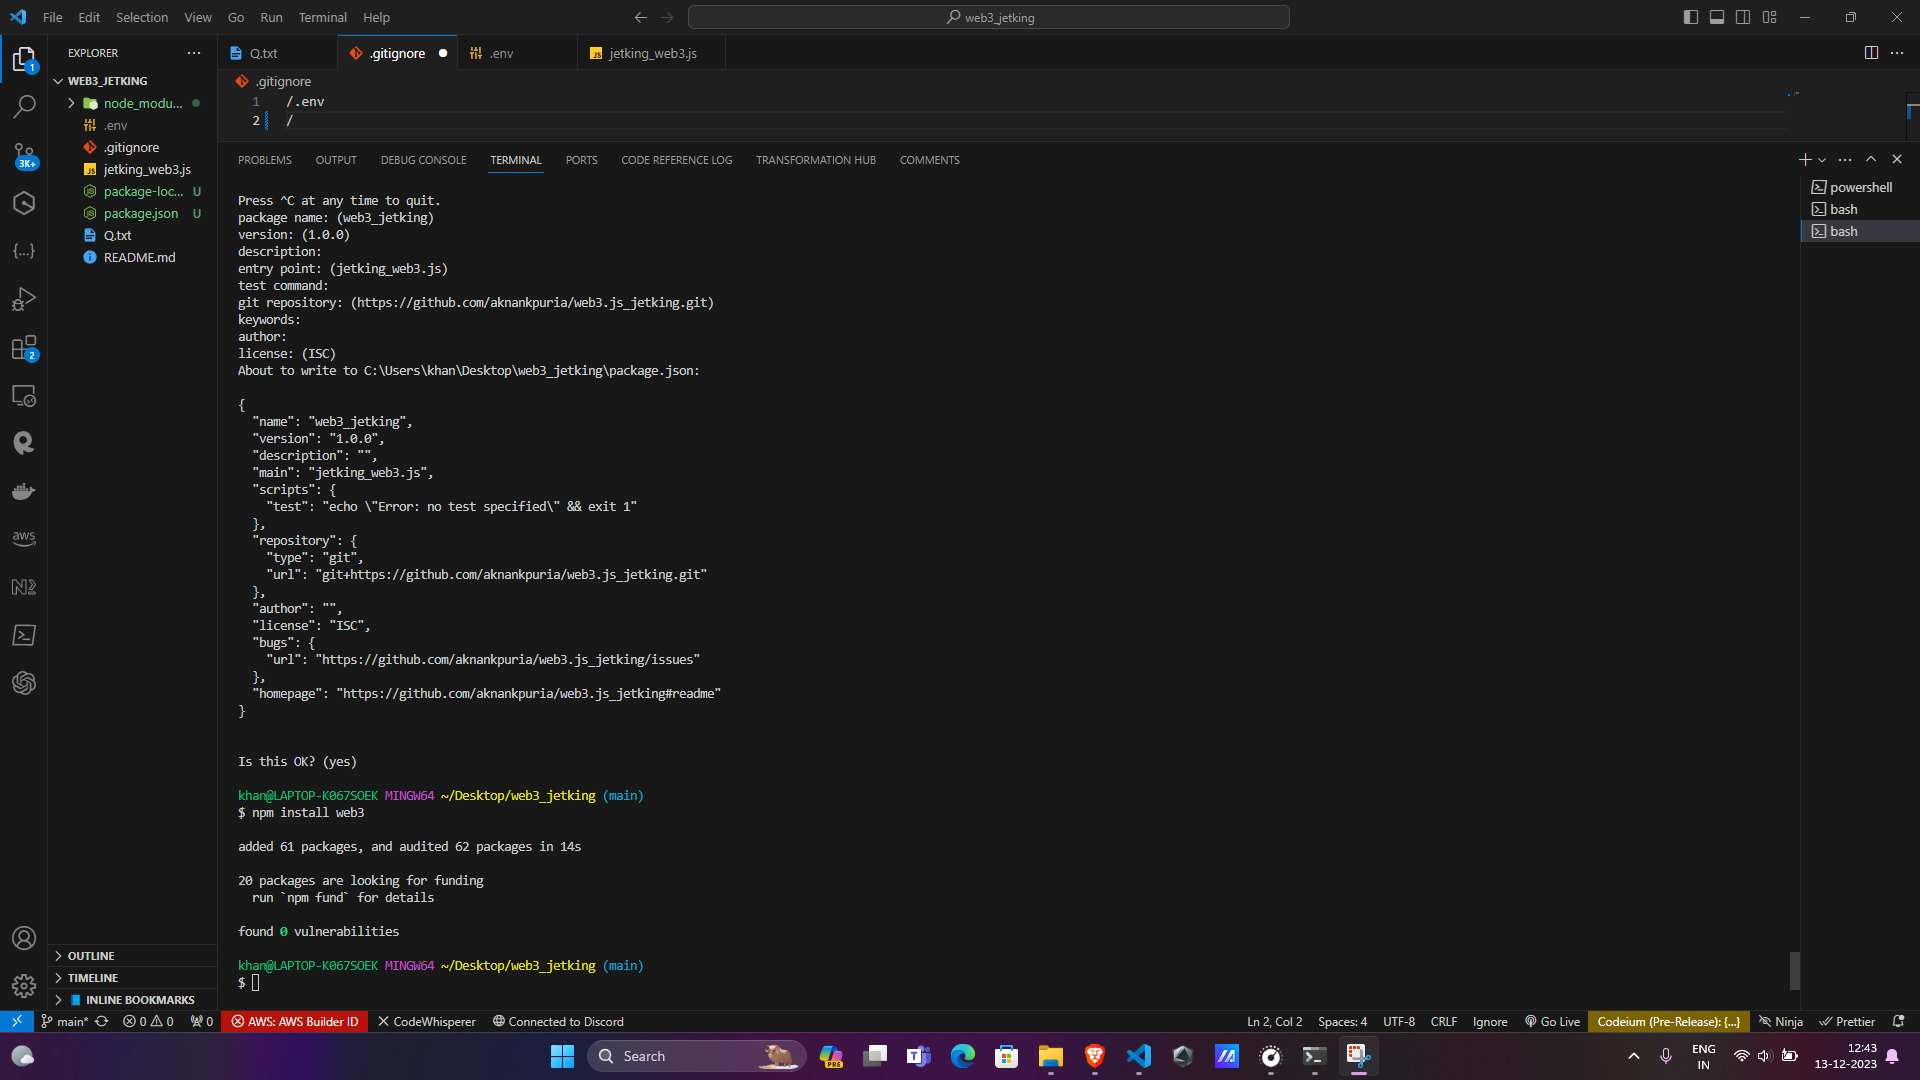 File Edit Selection View Go Run Terminal Help
web3_jetking
EXPLORER
Q.txt
.gitignore
.env
jetking_web3.js
WEB3_JETKING
node_modu...
.env
.gitignore
jetking_web3.js
package-loc... U
package.json U
Q.txt
README.md
1
3K+
2
aws
.gitignore
1 /.env
2 /
PROBLEMS OUTPUT DEBUG CONSOLE TERMINAL PORTS CODE REFERENCE LOG TRANSFORMATION HUB COMMENTS
powershell
bash
bash
Press ^C at any time to quit.
package name: (web3_jetking)
version: (1.0.0)
description:
entry point: (jetking_web3.js)
test command:
git repository: (https://github.com/aknankpuria/web3.js_jetking.git)
keywords:
author:
license: (ISC)
About to write to C:\Users\khan\Desktop\web3_jetking\package.json:
{
"name": "web3_jetking",
"version": "1.0.0",
"description": "",
"main": "jetking_web3.js",
"scripts": {
"test": "echo \"Error: no test specified\" && exit 1"
},
"repository": {
"type": "git",
"url": "git+https://github.com/aknankpuria/web3.js_jetking.git"
},
"author": "",
"license": "ISC",
"bugs": {
"url": "https://github.com/aknankpuria/web3.js_jetking/issues"
},
"homepage": "https://github.com/aknankpuria/web3.js_jetking#readme"
}
Is this OK? (yes)
khan@LAPTOP-K067SOEK MINGW64 ~/Desktop/web3_jetking (main)
$ npm install web3
added 61 packages, and audited 62 packages in 14s
20 packages are looking for funding
run `npm fund` for details
found 0 vulnerabilities
khan@LAPTOP-K067SOEK MINGW64 ~/Desktop/web3_jetking (main)
$
OUTLINE
TIMELINE
INLINE BOOKMARKS
main* 0 0 0 AWS: AWS Builder ID CodeWhisperer Connected to Discord
Ln 2, Col 2 Spaces: 4 UTF-8 CRLF Ignore Go Live Codeium (Pre-Release): {...} Ninja Prettier
Search
PRE
ENG
IN
12:43
13-12-2023